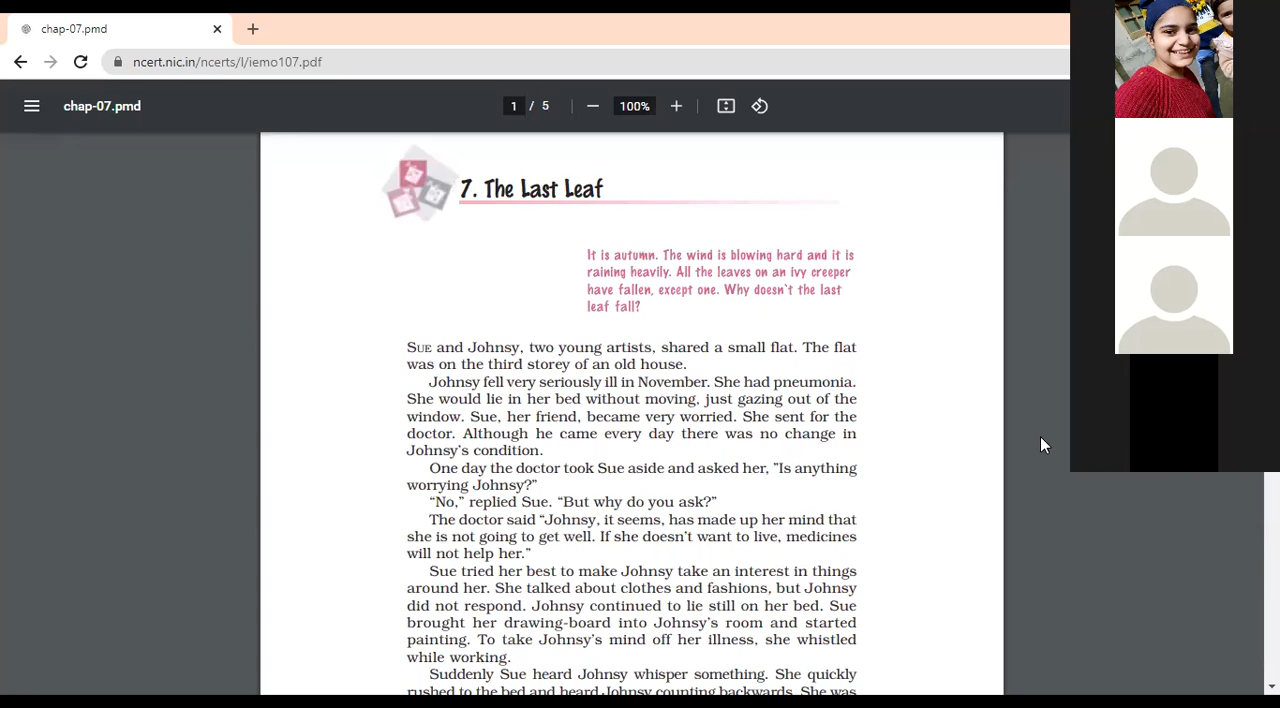 chap-07.pmd
ncert.nic.in/ncerts/l/iemo107.pdf
chap-07.pmd
1 / 5
100%
7. The Last Leaf
It is autumn. The wind is blowing hard and it is
raining heavily. All the leaves on an ivy creeper
have fallen, except one. Why doesn't the last
leaf fall?
SUE and Johnsy, two young artists, shared a small flat. The flat
was on the third storey of an old house.
Johnsy fell very seriously ill in November. She had pneumonia.
She would lie in her bed without moving, just gazing out of the
window. Sue, her friend, became very worried. She sent for the
doctor. Although he came every day there was no change in
Johnsy's condition.
One day the doctor took Sue aside and asked her, "Is anything
worrying Johnsy?"
“No,” replied Sue. “But why do you ask?”
The doctor said “Johnsy, it seems, has made up her mind that
she is not going to get well. If she doesn't want to live, medicines
will not help her.”
Sue tried her best to make Johnsy take an interest in things
around her. She talked about clothes and fashions, but Johnsy
did not respond. Johnsy continued to lie still on her bed. Sue
brought her drawing-board into Johnsy's room and started
painting. To take Johnsy's mind off her illness, she whistled
while working.
Suddenly Sue heard Johnsy whisper something. She quickly
rushed to the bed and heard Johnsy counting backwards. She was